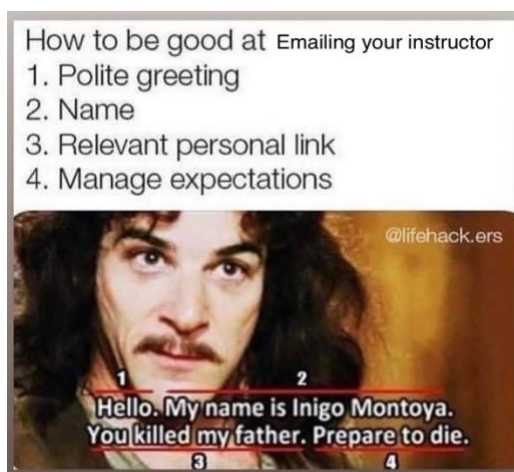 How to be good at Emailing your instructor
1. Polite greeting
2. Name
3. Relevant personal link
4. Manage expectations
@lifehack.ers
1 2
Hello. My name is Inigo Montoya.
You killed my father. Prepare to die.
3 4